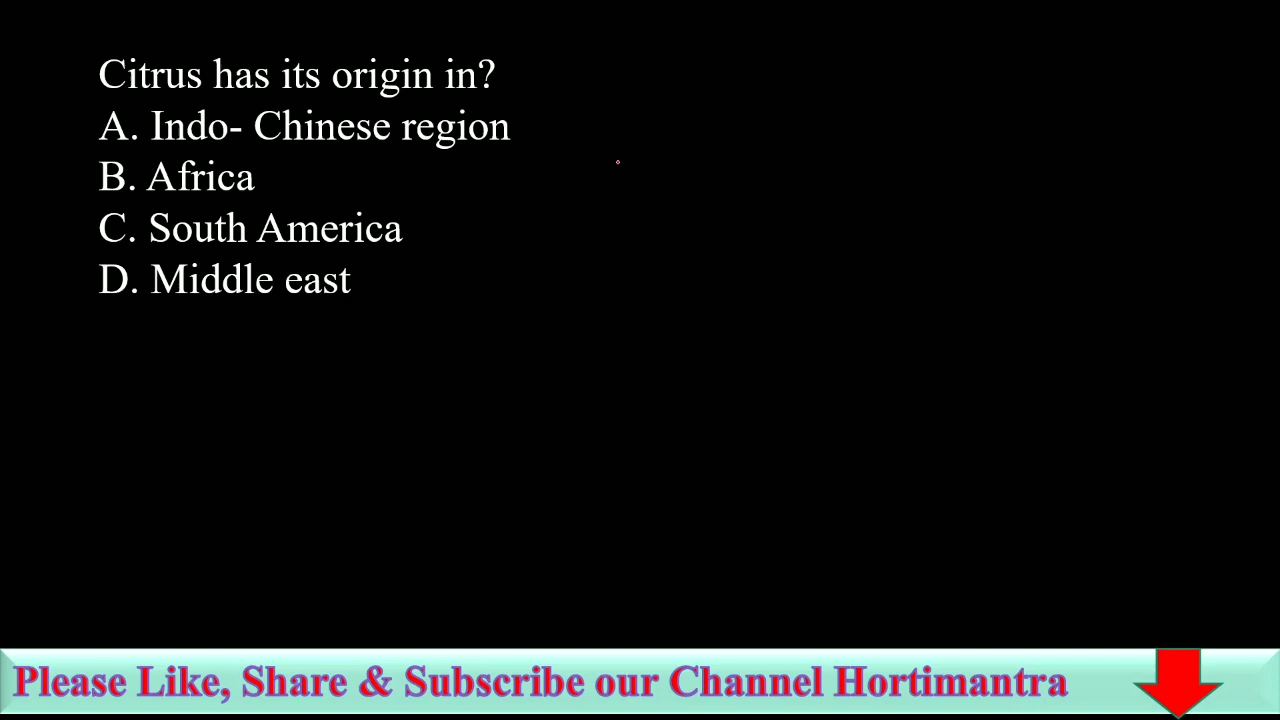 Citrus has its origin in?
A. Indo- Chinese region
B. Africa
C. South America
D. Middle east
Please Like, Share & Subscribe our Channel Hortimantra